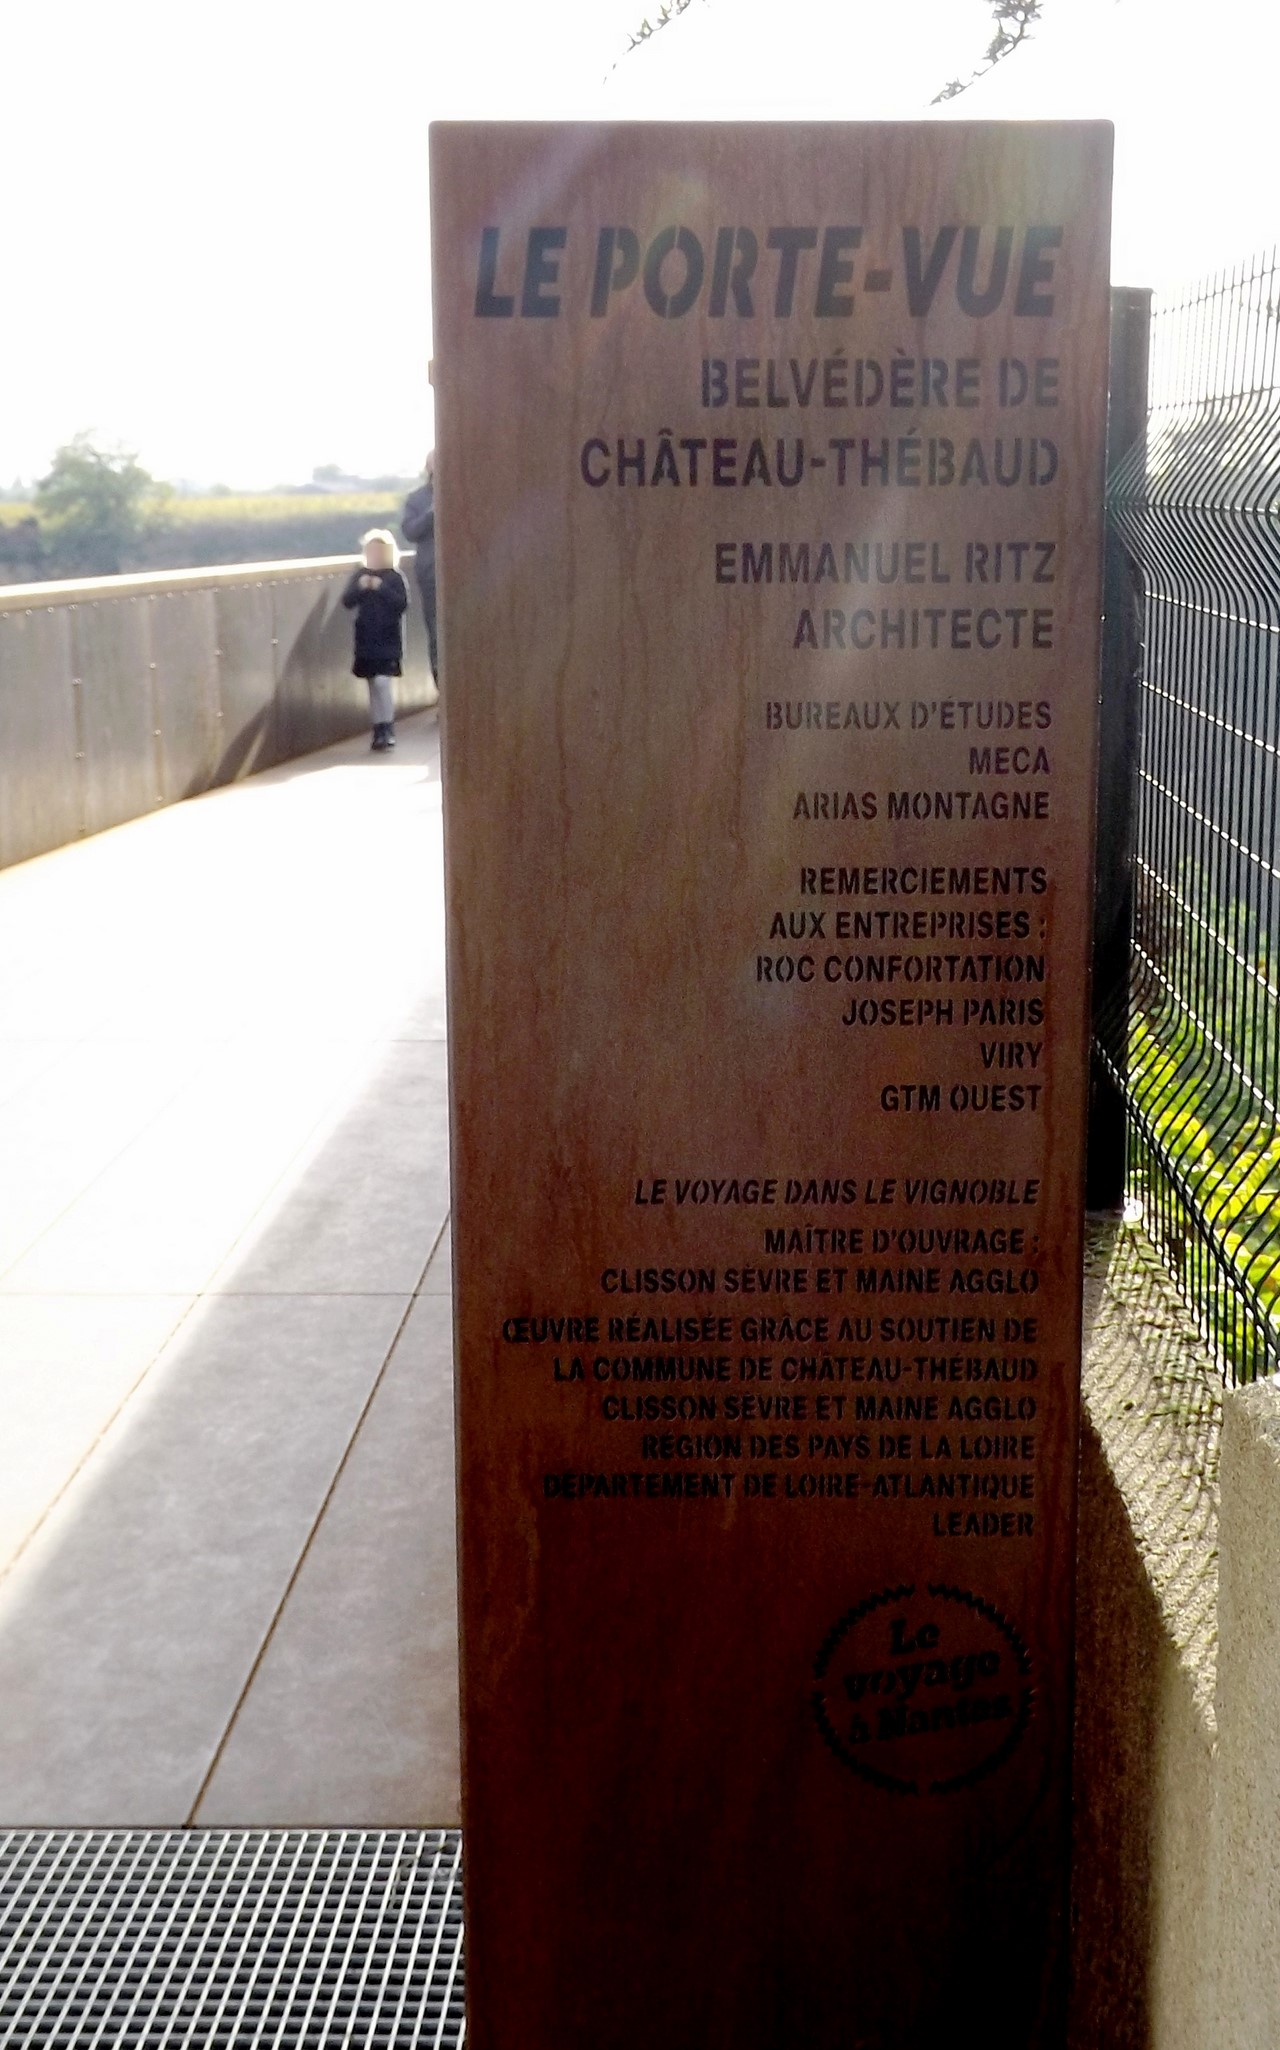 LE PORTE-VUE
BELVÉDÈRE DE
CHÂTEAU-THÉBAUD
EMMANUEL RITZ
ARCHITECTE
BUREAUX D'ÉTUDES
MECA
ARIAS MONTAGNE
REMERCIEMENTS
AUX ENTREPRISES :
ROC CONFORTATION
JOSEPH PARIS
VIRY
GTM OUEST
LE VOYAGE DANS LE VIGNOBLE
MAÎTRE D'OUVRAGE :
CLISSON SÈVRE ET MAINE AGGLO
ŒUVRE RÉALISÉE GRÂCE AU SOUTIEN DE
LA COMMUNE DE CHÂTEAU-THÉBAUD
CLISSON SÈVRE ET MAINE AGGLO
RÉGION DES PAYS DE LA LOIRE
DÉPARTEMENT DE LOIRE-ATLANTIQUE
LEADER
Le
voyage
à Nantes